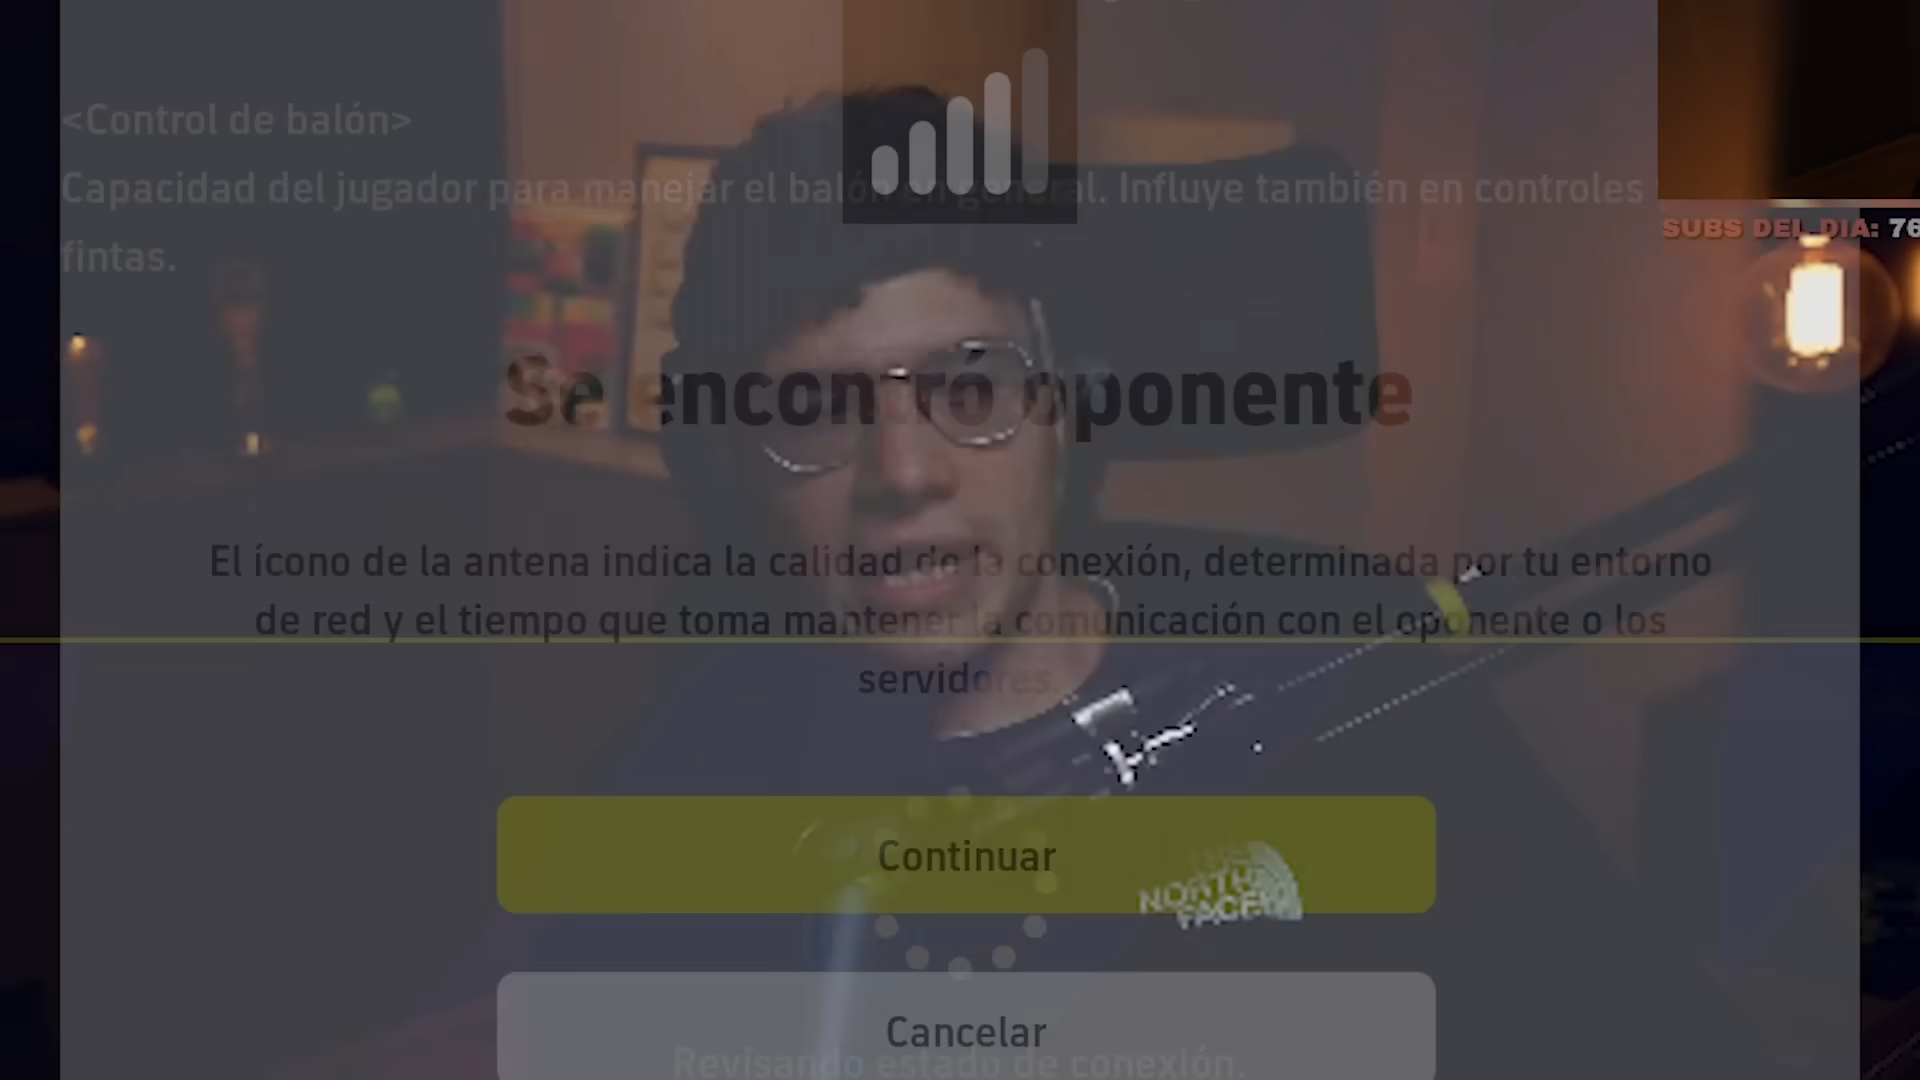 <Control de balón>
Capacidad del jugador para manejar el balón en general. Influye también en controles
fintas.
SUBS DEL DIA: 76
Se encontró oponente
El ícono de la antena indica la calidad de la conexión, determinada por tu entorno
de red y el tiempo que toma mantener la comunicación con el oponente o los
servidores.
Continuar
THE
NORTH
FACE
Cancelar
Revisando estado de conexión.